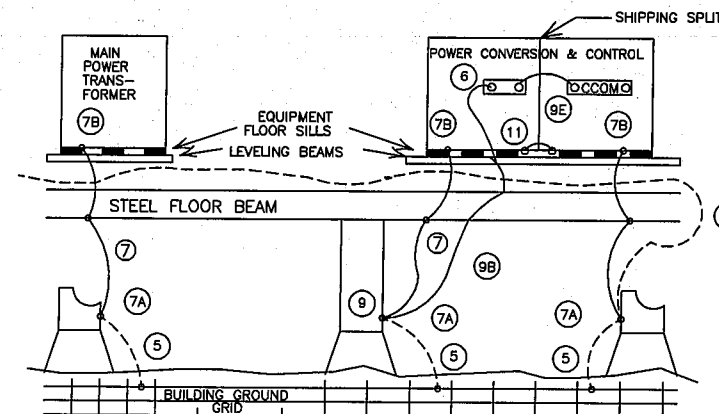 SHIPPING SPLIT
MAIN
POWER
TRANS-
FORMER
POWER CONVERSION & CONTROL
6
CCOM
9E
7B
7B
11
7B
EQUIPMENT
FLOOR SILLS
LEVELING BEAMS
STEEL FLOOR BEAM
7
7
9B
7A
9
7A
7A
5
5
5
BUILDING GROUND
GRID